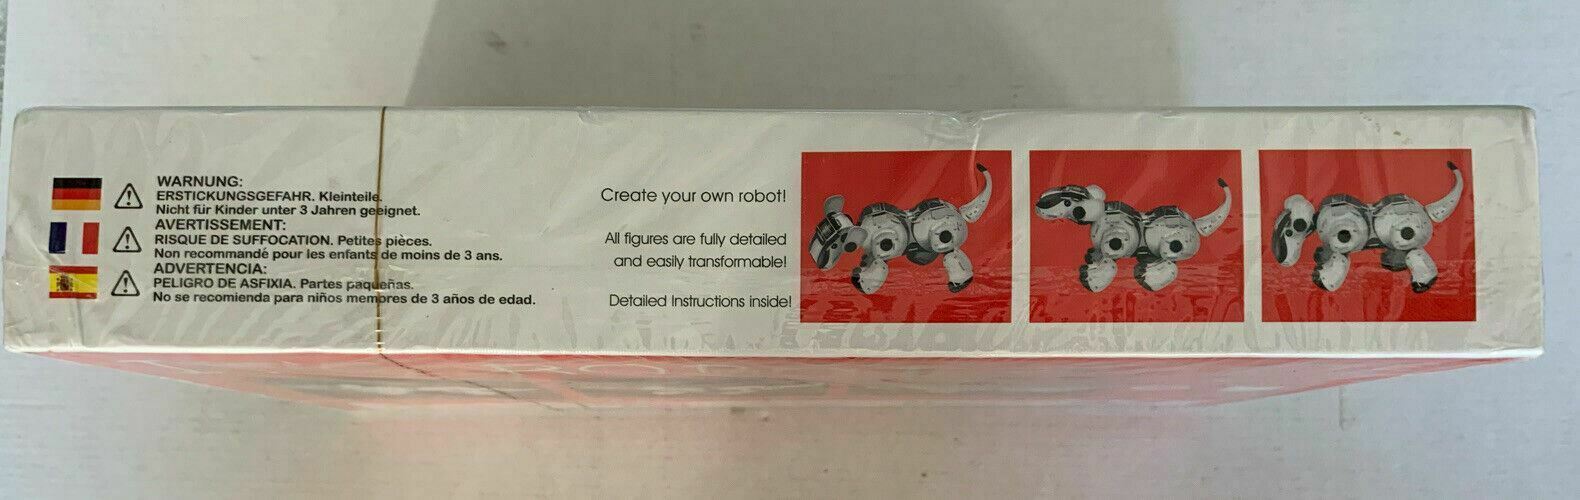 WARNUNG:
ERSTICKUNGSGEFAHR. Kleinteile.
Nicht für Kinder unter 3 Jahren geeignet.
AVERTISSEMENT:
RISQUE DE SUFFOCATION. Petites pièces.
Non recommandé pour les enfants de moins de 3 ans.
ADVERTENCIA:
PELIGRO DE ASFIXIA. Partes paqueñas.
No se recomienda para niños membres de 3 años de edad.
Create your own robot!
All figures are fully detailed
and easily transformable!
Detailed Instructions inside!